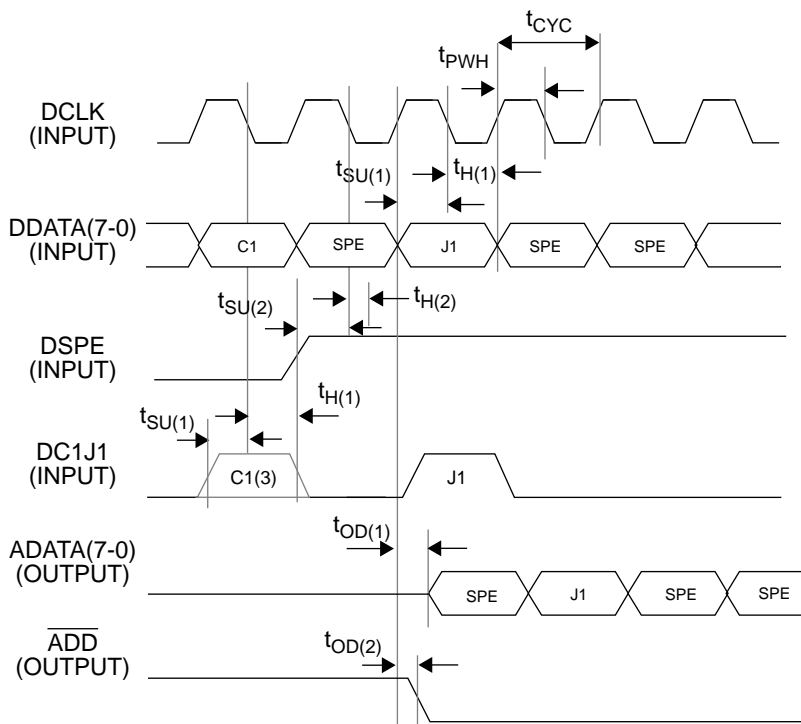 tCYC
tPWH
DCLK
(INPUT)
tSU(1)
tH(1)
DDATA(7-0)
(INPUT)
C1
SPE
J1
SPE
SPE
tSU(2)
tH(2)
DSPE
(INPUT)
tSU(1)
tH(1)
DC1J1
(INPUT)
C1(3)
J1
tOD(1)
ADATA(7-0)
(OUTPUT)
SPE
J1
SPE
SPE
ADD
(OUTPUT)
tOD(2)